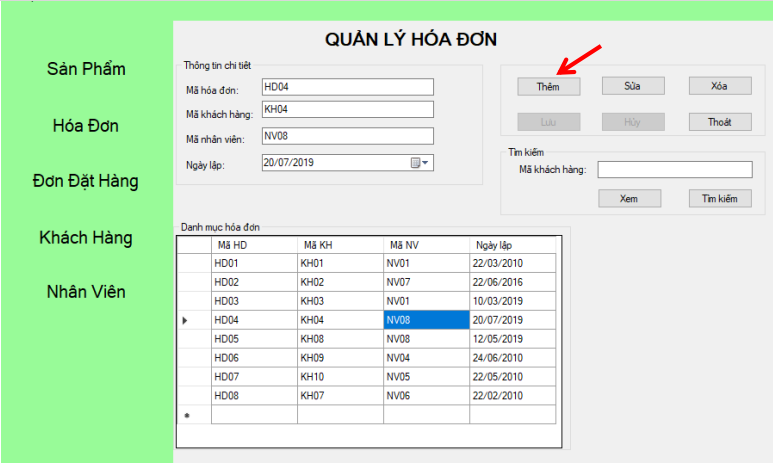 QUẢN LÝ HÓA ĐƠN
Sản Phẩm
Hóa Đơn
Đơn Đặt Hàng
Khách Hàng
Nhân Viên
Thông tin chi tiêt
Mã hóa đơn: HD04
Mã khách hàng: KH04
Mã nhân viên: NV08
Ngày lập: 20/07/2019
Thêm Sửa Xóa
Lưu Hủy Thoát
Tìm kiếm
Mã khách hàng:
Xem Tìm kiếm
Danh mục hóa đơn
Mã HD Mã KH Mã NV Ngày lập
HD01 KH01 NV01 22/03/2010
HD02 KH02 NV07 22/06/2016
HD03 KH03 NV01 10/03/2019
HD04 KH04 NV08 20/07/2019
HD05 KH08 NV08 12/05/2019
HD06 KH09 NV04 24/06/2010
HD07 KH10 NV05 22/05/2010
HD08 KH07 NV06 22/02/2010